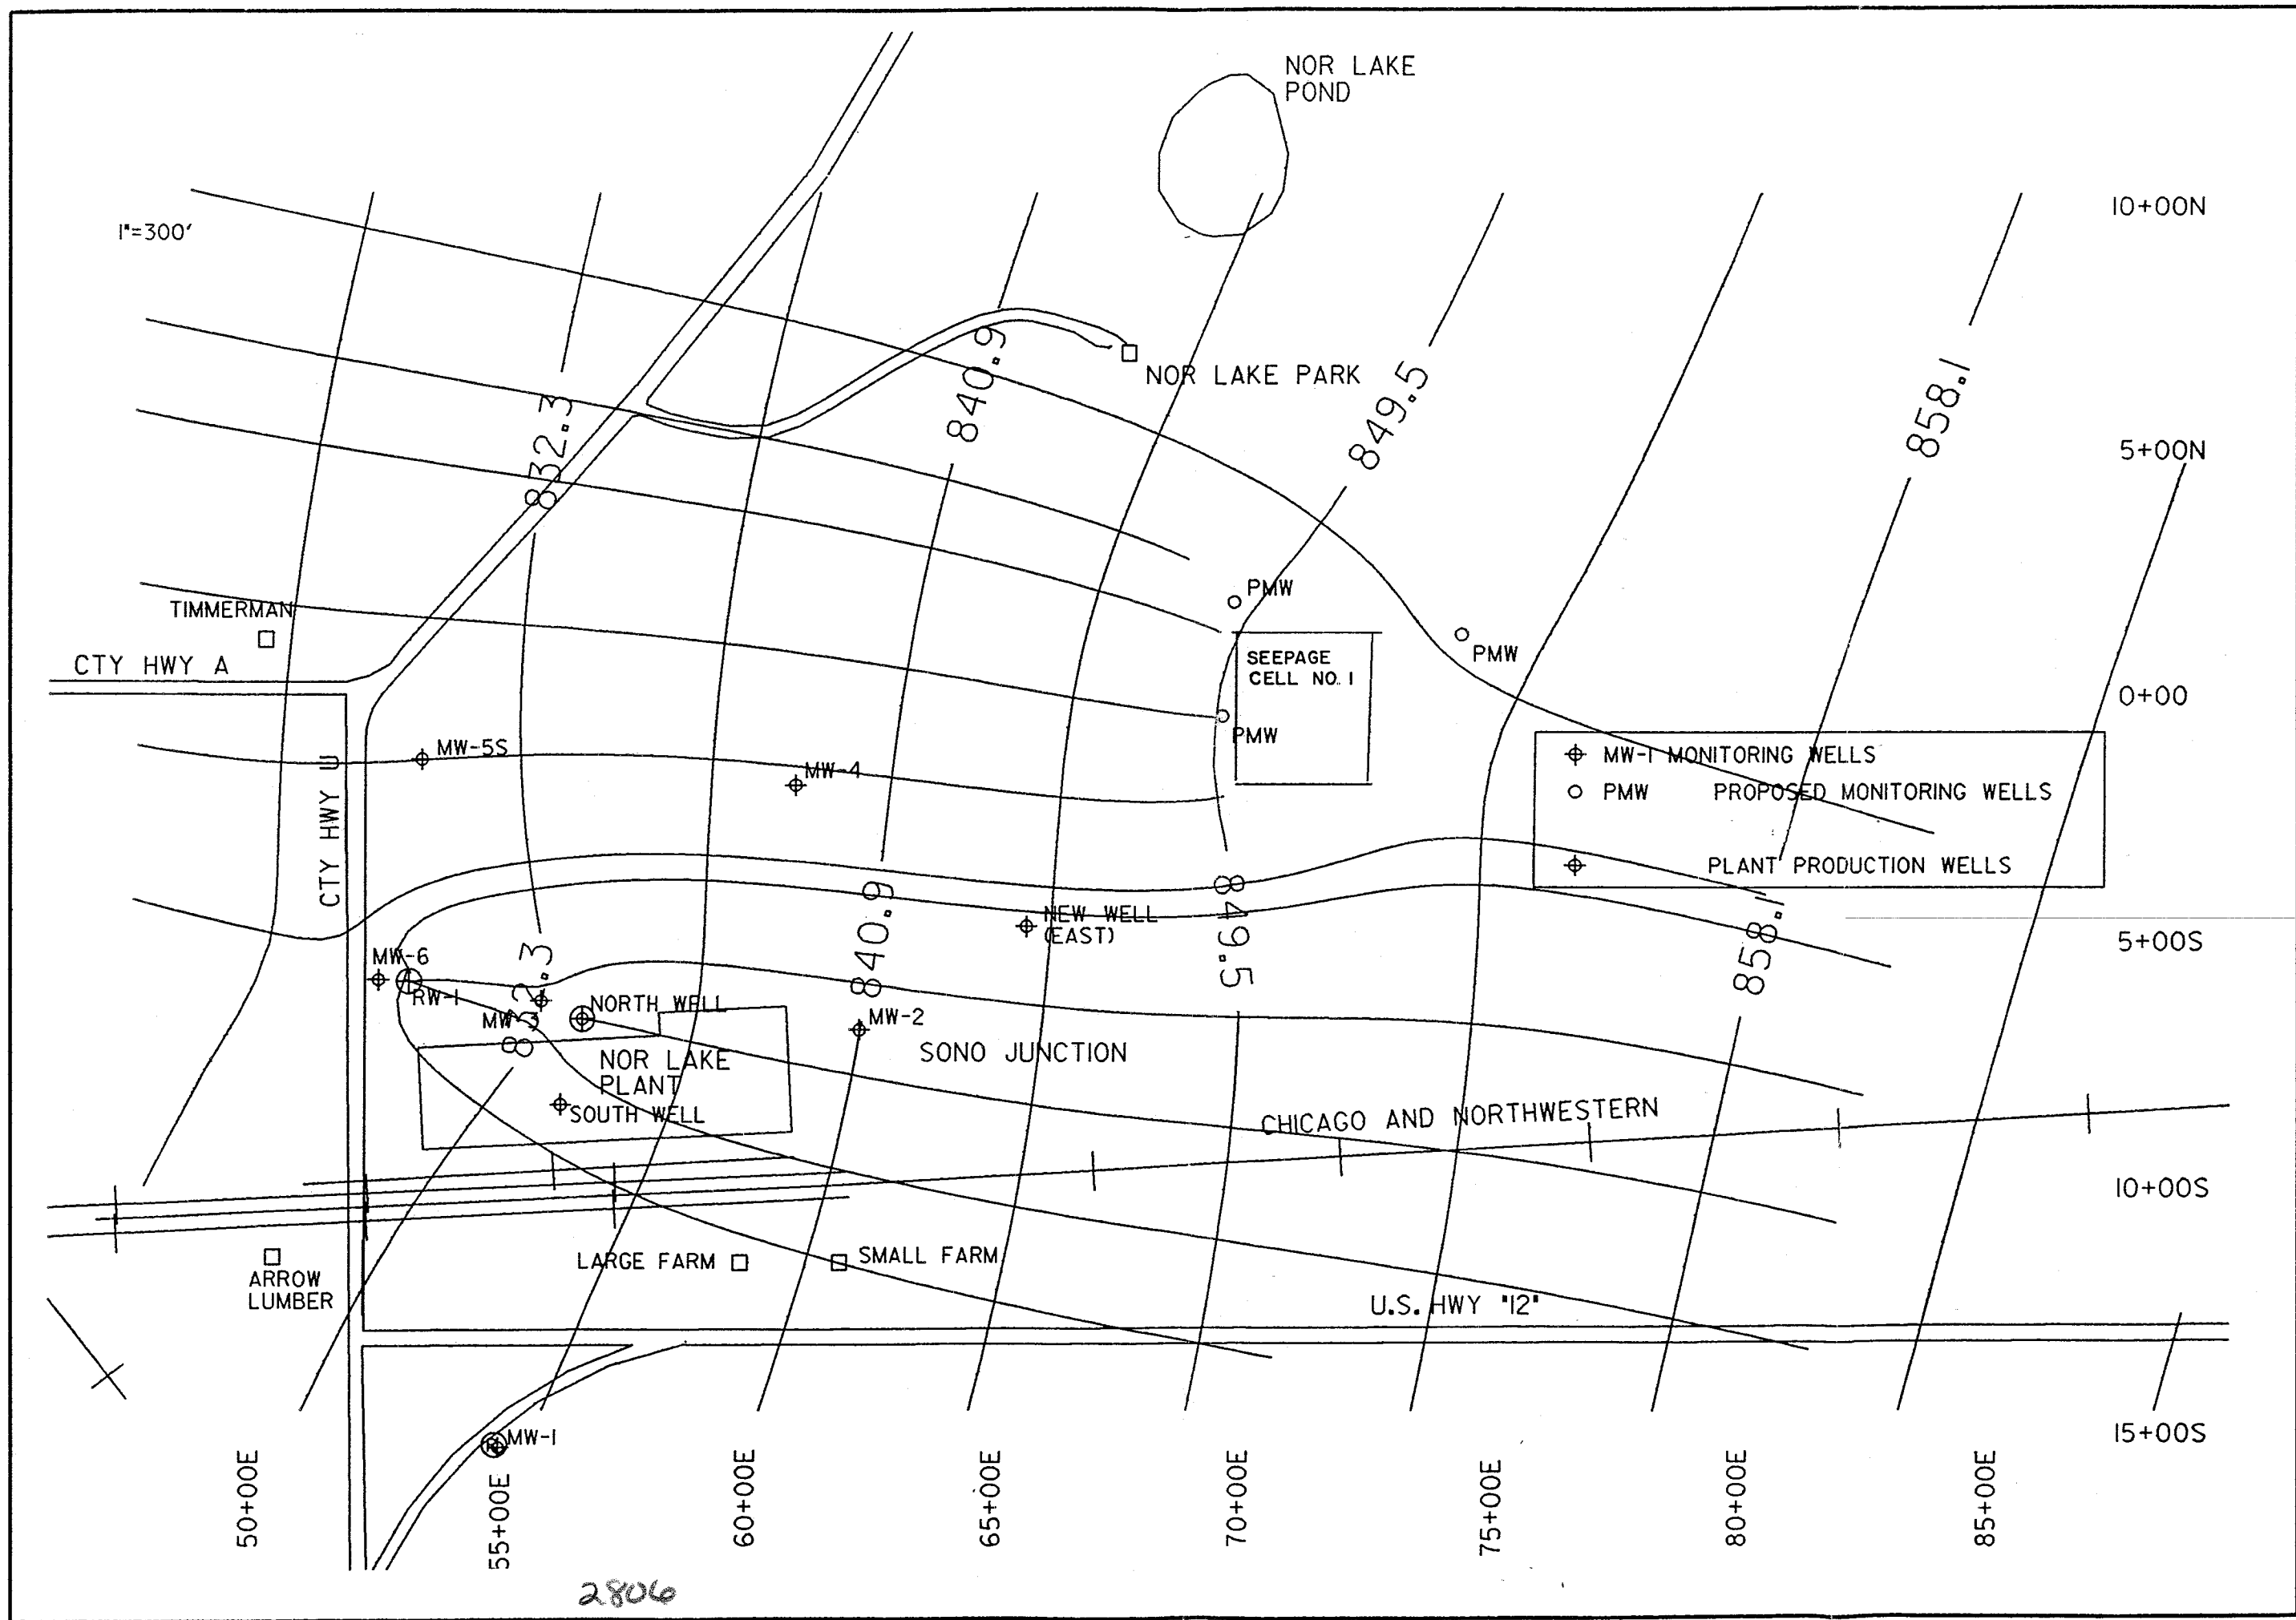 NOR LAKE
POND
10+00N
1"=300'
840.9
NOR LAKE PARK
849.5
858.1
832.3
5+00N
PMW
TIMMERMAN
PMW
CTY HWY A
SEEPAGE
CELL NO. 1
0+00
PMW
MW-5S
MW-4
MW-1 MONITORING WELLS
PMW PROPOSED MONITORING WELLS
PLANT PRODUCTION WELLS
CTY HWY U
840.9
849.5
858.1
NEW WELL
(EAST)
5+00S
MW-6
RW-1
832.3
MW-3
NORTH WELL
MW-2
SONO JUNCTION
NOR LAKE
PLANT
SOUTH WELL
CHICAGO AND NORTHWESTERN
10+00S
ARROW
LUMBER
LARGE FARM
SMALL FARM
U.S. HWY "12"
MW-1
15+00S
50+00E
55+00E
60+00E
65+00E
70+00E
75+00E
80+00E
85+00E
2806